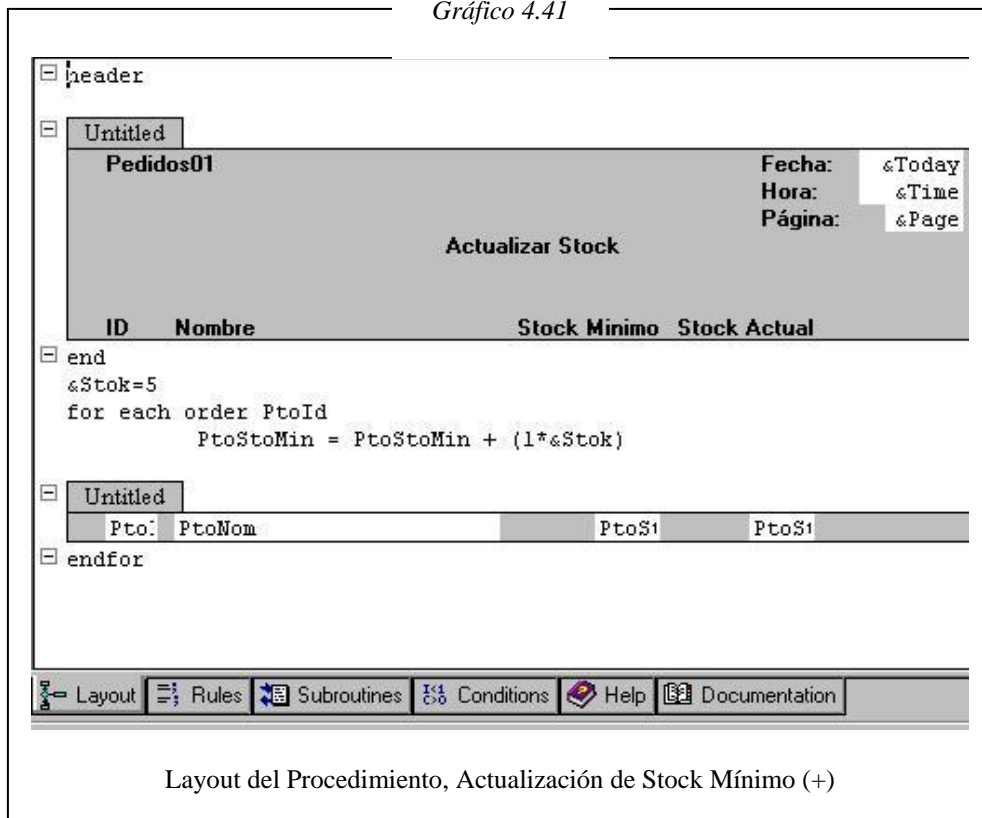 Gráfico 4.41
header
Untitled
Pedidos01 Fecha: &Today
Hora: &Time
Página: &Page
Actualizar Stock
ID Nombre Stock Minimo Stock Actual
end
&Stok=5
for each order PtoId
PtoStoMin = PtoStoMin + (1*&Stok)
Untitled
PtoNom
endfor
Layout Rules Subroutines Conditions Help Documentation
Layout del Procedimiento, Actualización de Stock Mínimo (+)